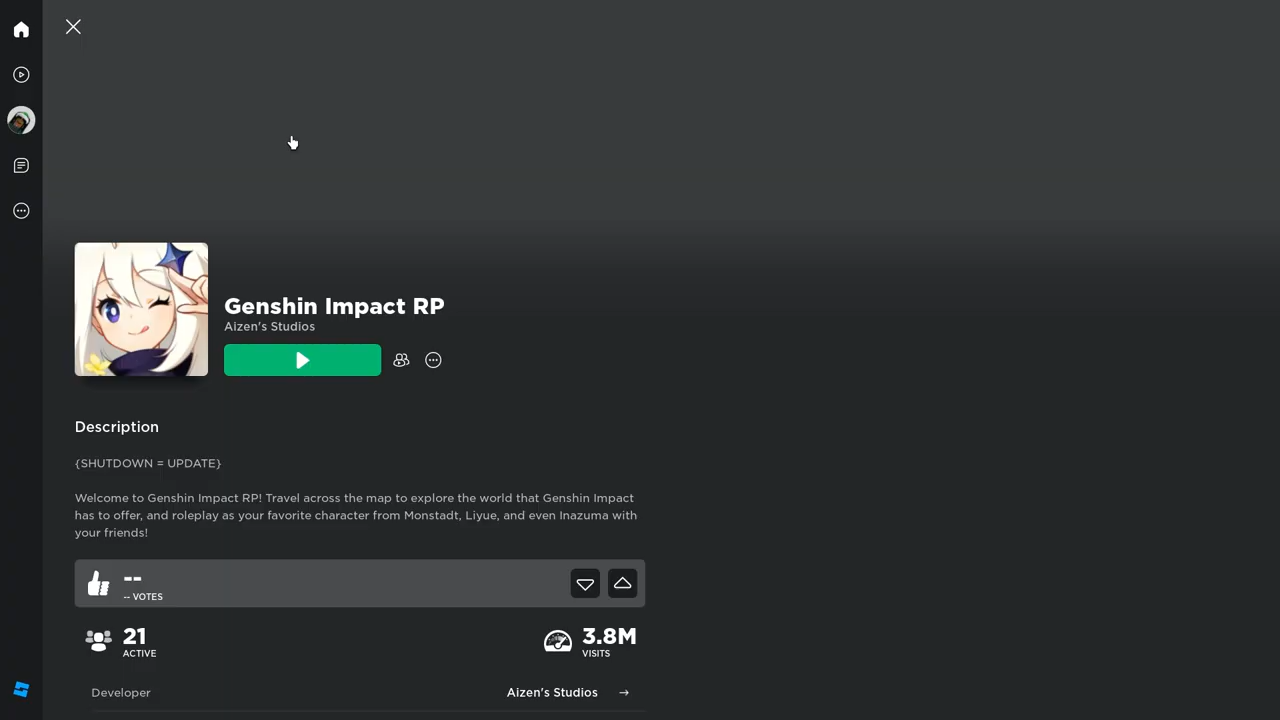 Genshin Impact RP
Aizen's Studios
Description
{SHUTDOWN = UPDATE}
Welcome to Genshin Impact RP! Travel across the map to explore the world that Genshin Impact
has to offer, and roleplay as your favorite character from Monstadt, Liyue, and even Inazuma with
your friends!
--
-- VOTES
21
ACTIVE
3.8M
VISITS
Developer
Aizen's Studios →